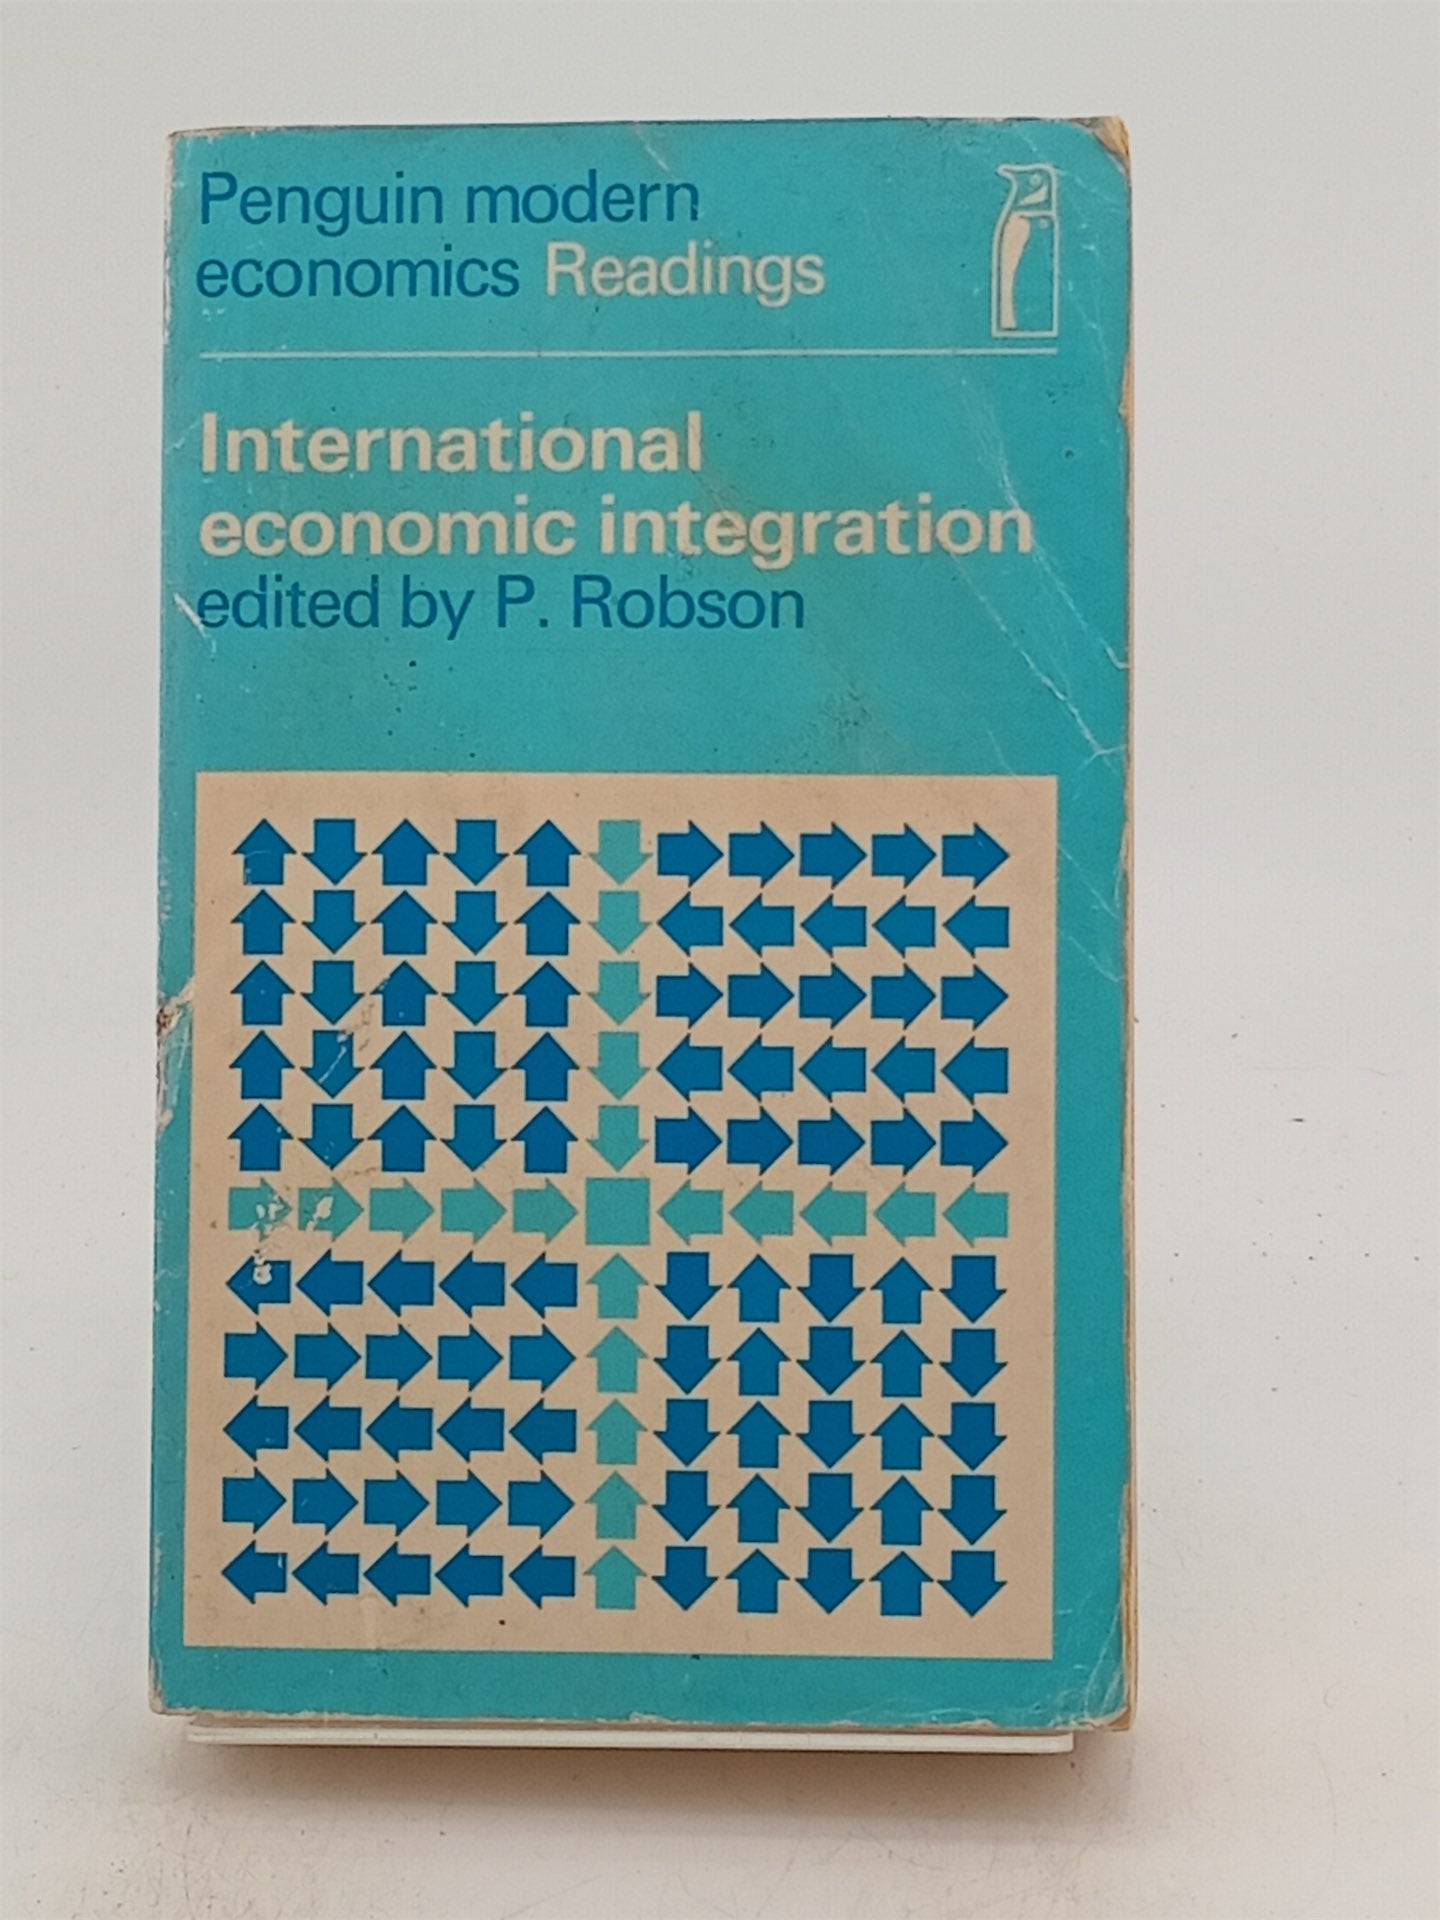 Penguin modern
economics Readings
International
economic integration
edited by P. Robson